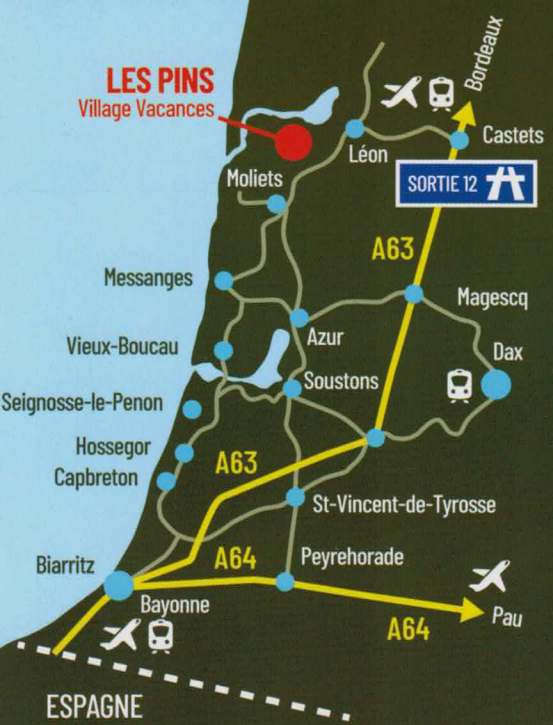 Bordeaux
LES PINS
Village Vacances
Castets
Léon
SORTIE 12
Moliets
A63
Messanges
Magescq
Azur
Vieux-Boucau
Dax
Soustons
Seignosse-le-Penon
Hossegor
A63
Capbreton
St-Vincent-de-Tyrosse
A64
Peyrehorade
Biarritz
Bayonne
Pau
A64
ESPAGNE